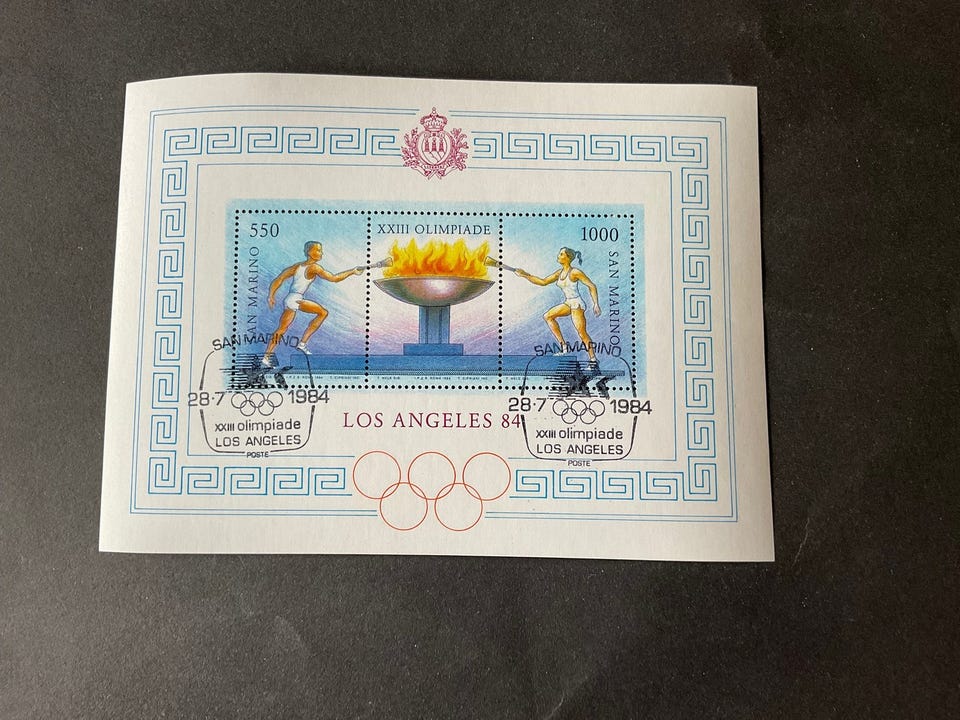 550
XXIII OLIMPIADE
1000
SAN MARINO
SAN MARINO
SAN MARINO
28·7 1984
XXIII olimpiade
LOS ANGELES
POSTE
LOS ANGELES 84
SAN MARINO
28·7 1984
XXIII olimpiade
LOS ANGELES
POSTE